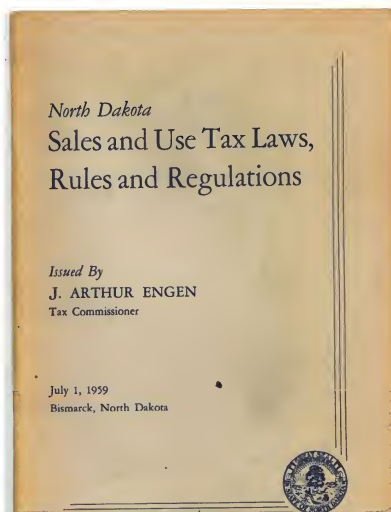 North Dakota
Sales and Use Tax Laws,
Rules and Regulations
Issued By
J. ARTHUR ENGEN
Tax Commissioner
July 1, 1959
Bismarck, North Dakota